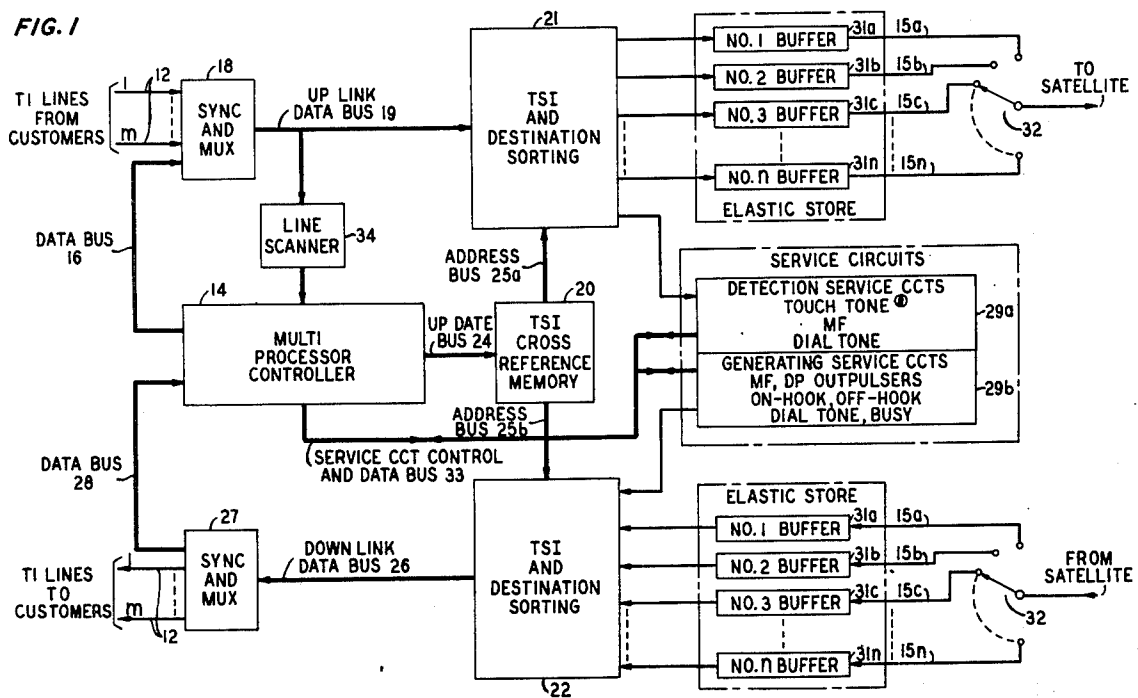 FIG. 1
T1 LINES
FROM
CUSTOMERS
1
12
m
18
SYNC
AND
MUX
UP LINK
DATA BUS 19
21
TSI
AND
DESTINATION
SORTING
NO. 1 BUFFER
31a
15a
NO. 2 BUFFER
31b
15b
NO. 3 BUFFER
31c
15c
NO. n BUFFER
31n
15n
ELASTIC STORE
TO
SATELLITE
32
DATA BUS
16
LINE
SCANNER
34
ADDRESS
BUS 25a
14
MULTI
PROCESSOR
CONTROLLER
UP DATE
BUS 24
20
TSI
CROSS
REFERENCE
MEMORY
SERVICE CIRCUITS
DETECTION SERVICE CCTS
TOUCH TONE ®
MF
DIAL TONE
29a
GENERATING SERVICE CCTS
MF, DP OUTPULSERS
ON-HOOK, OFF-HOOK
DIAL TONE, BUSY
29b
ADDRESS
BUS 25b
SERVICE CCT CONTROL
AND DATA BUS 33
DATA BUS
28
27
SYNC
AND
MUX
T1 LINES
TO
CUSTOMERS
1
m
12
DOWN LINK
DATA BUS 26
TSI
AND
DESTINATION
SORTING
22
ELASTIC STORE
NO. 1 BUFFER
31a
15a
NO. 2 BUFFER
31b
15b
NO. 3 BUFFER
31c
15c
NO. n BUFFER
31n
15n
FROM
SATELLITE
32